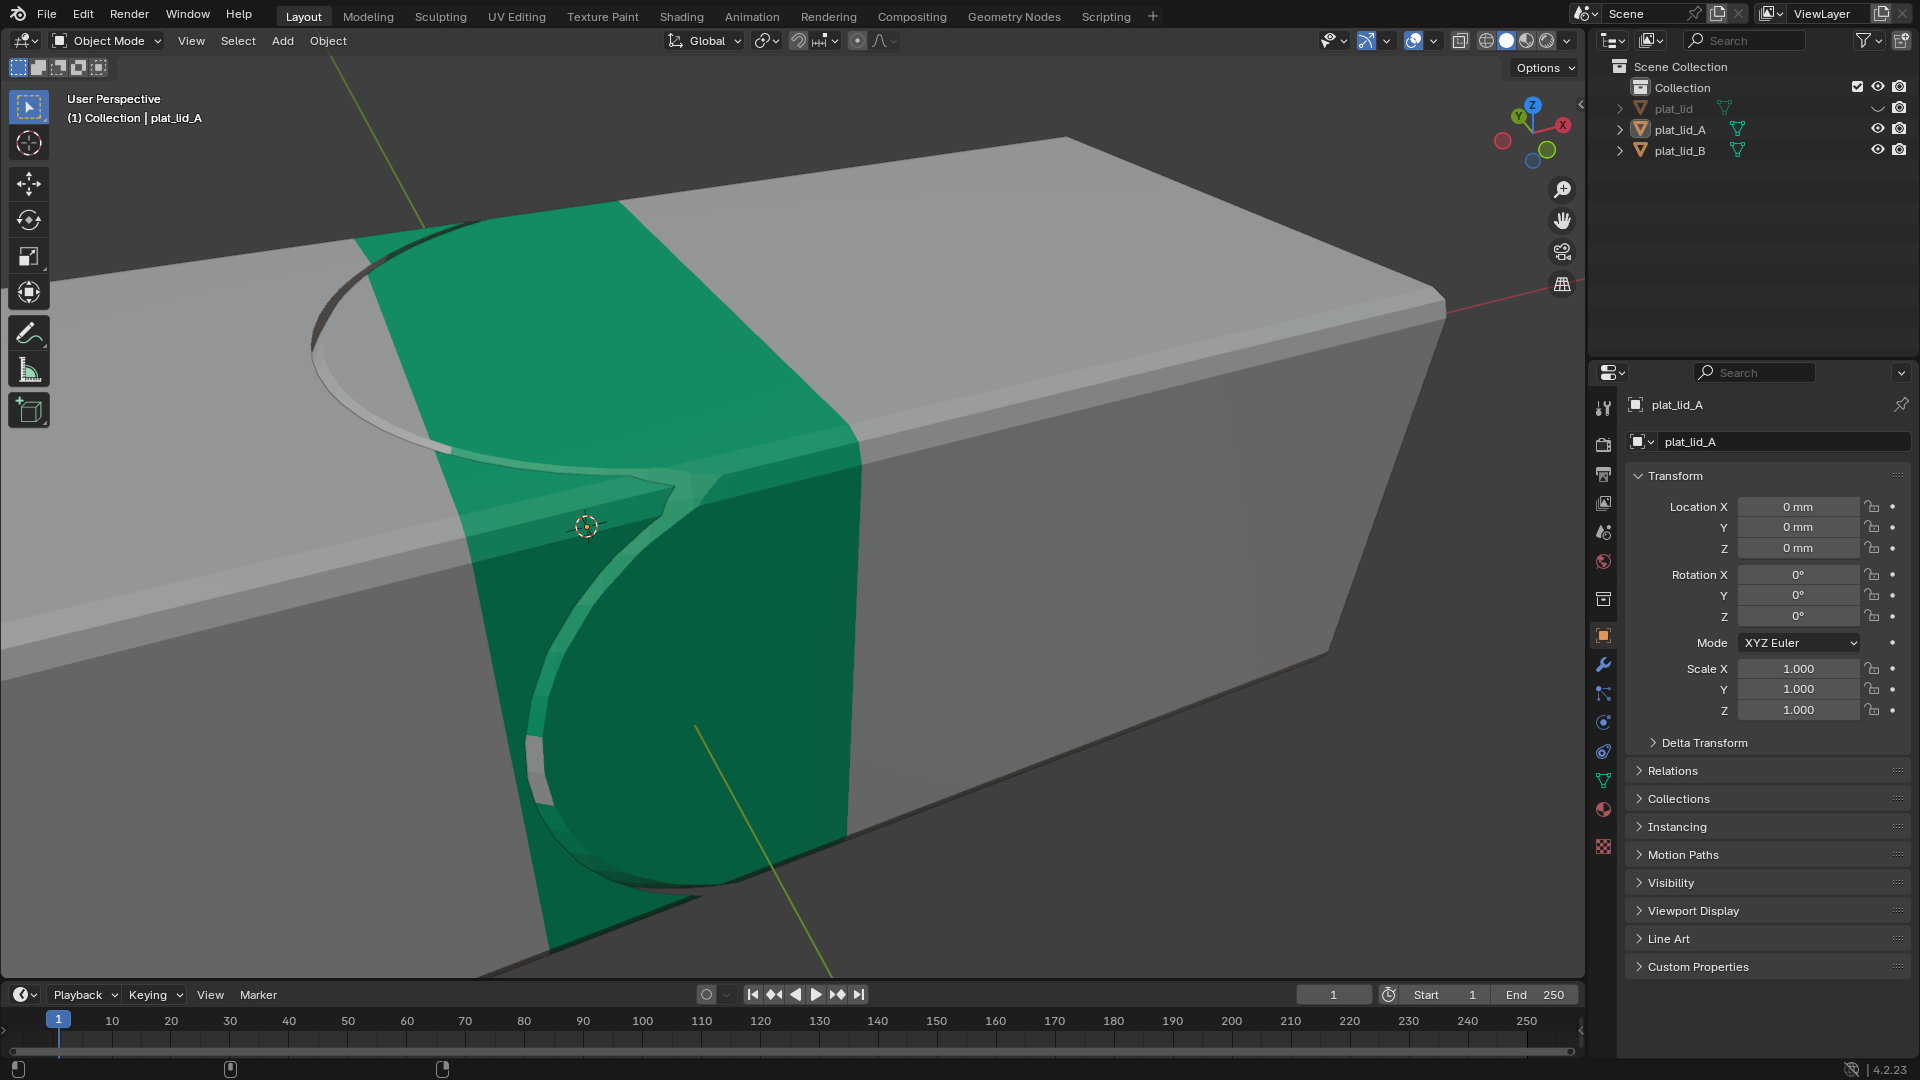 File Edit Render Window Help
Layout Modeling Sculpting UV Editing Texture Paint Shading Animation Rendering Compositing Geometry Nodes Scripting
Scene
ViewLayer
Object Mode View Select Add Object
Global
Options
User Perspective
(1) Collection | plat_lid_A
Z
Y
X
Search
Scene Collection
Collection
plat_lid
plat_lid_A
plat_lid_B
Search
plat_lid_A
plat_lid_A
Transform
Location X 0 mm
Y 0 mm
Z 0 mm
Rotation X 0°
Y 0°
Z 0°
Mode XYZ Euler
Scale X 1.000
Y 1.000
Z 1.000
Delta Transform
Relations
Collections
Instancing
Motion Paths
Visibility
Viewport Display
Line Art
Custom Properties
Playback Keying View Marker
1 Start 1 End 250
1 10 20 30 40 50 60 70 80 90 100 110 120 130 140 150 160 170 180 190 200 210 220 230 240 250
4.2.23